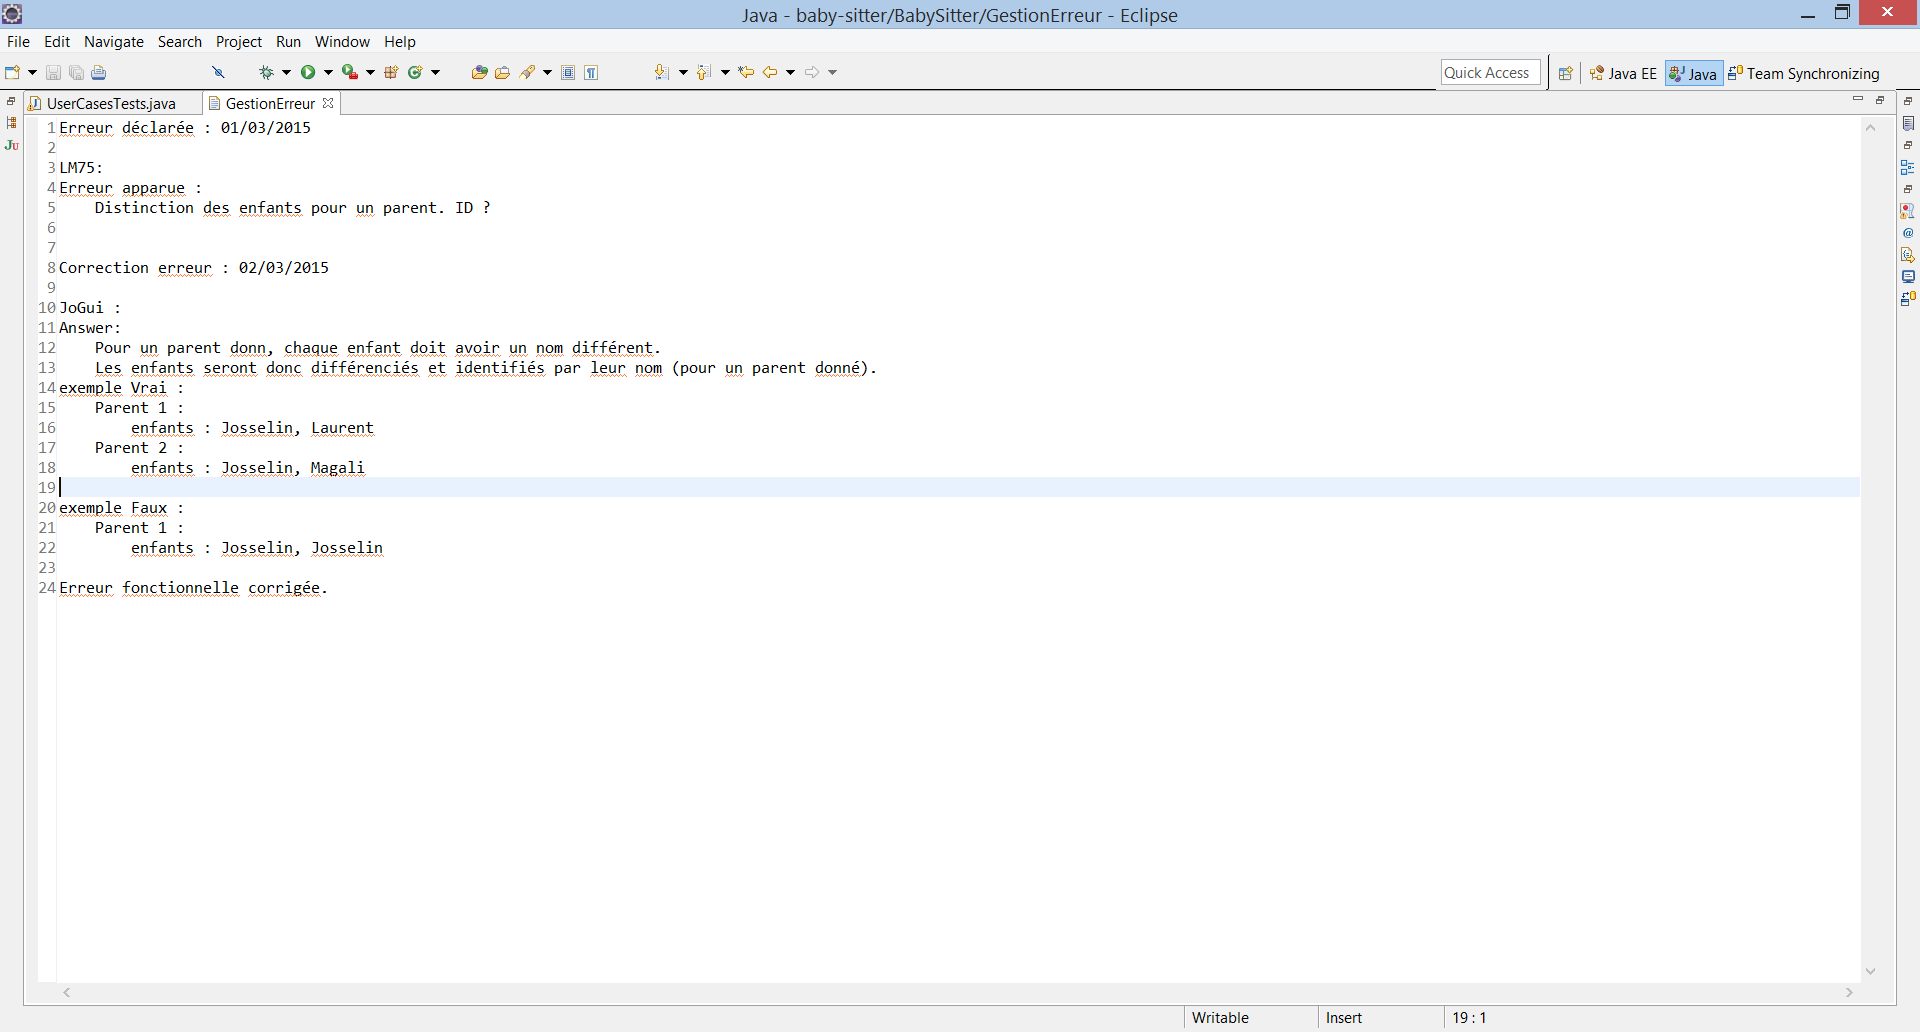 Java - baby-sitter/BabySitter/GestionErreur - Eclipse
File Edit Navigate Search Project Run Window Help
Quick Access Java EE Java Team Synchronizing
UserCasesTests.java GestionErreur
Ju
1 Erreur déclarée : 01/03/2015
2
3 LM75:
4 Erreur apparue :
5 Distinction des enfants pour un parent. ID ?
6
7
8 Correction erreur : 02/03/2015
9
10 JoGui :
11 Answer:
12 Pour un parent donn, chaque enfant doit avoir un nom différent.
13 Les enfants seront donc différenciés et identifiés par leur nom (pour un parent donné).
14 exemple Vrai :
15 Parent 1 :
16 enfants : Josselin, Laurent
17 Parent 2 :
18 enfants : Josselin, Magali
19
20 exemple Faux :
21 Parent 1 :
22 enfants : Josselin, Josselin
23
24 Erreur fonctionnelle corrigée.
Writable Insert 19 : 1